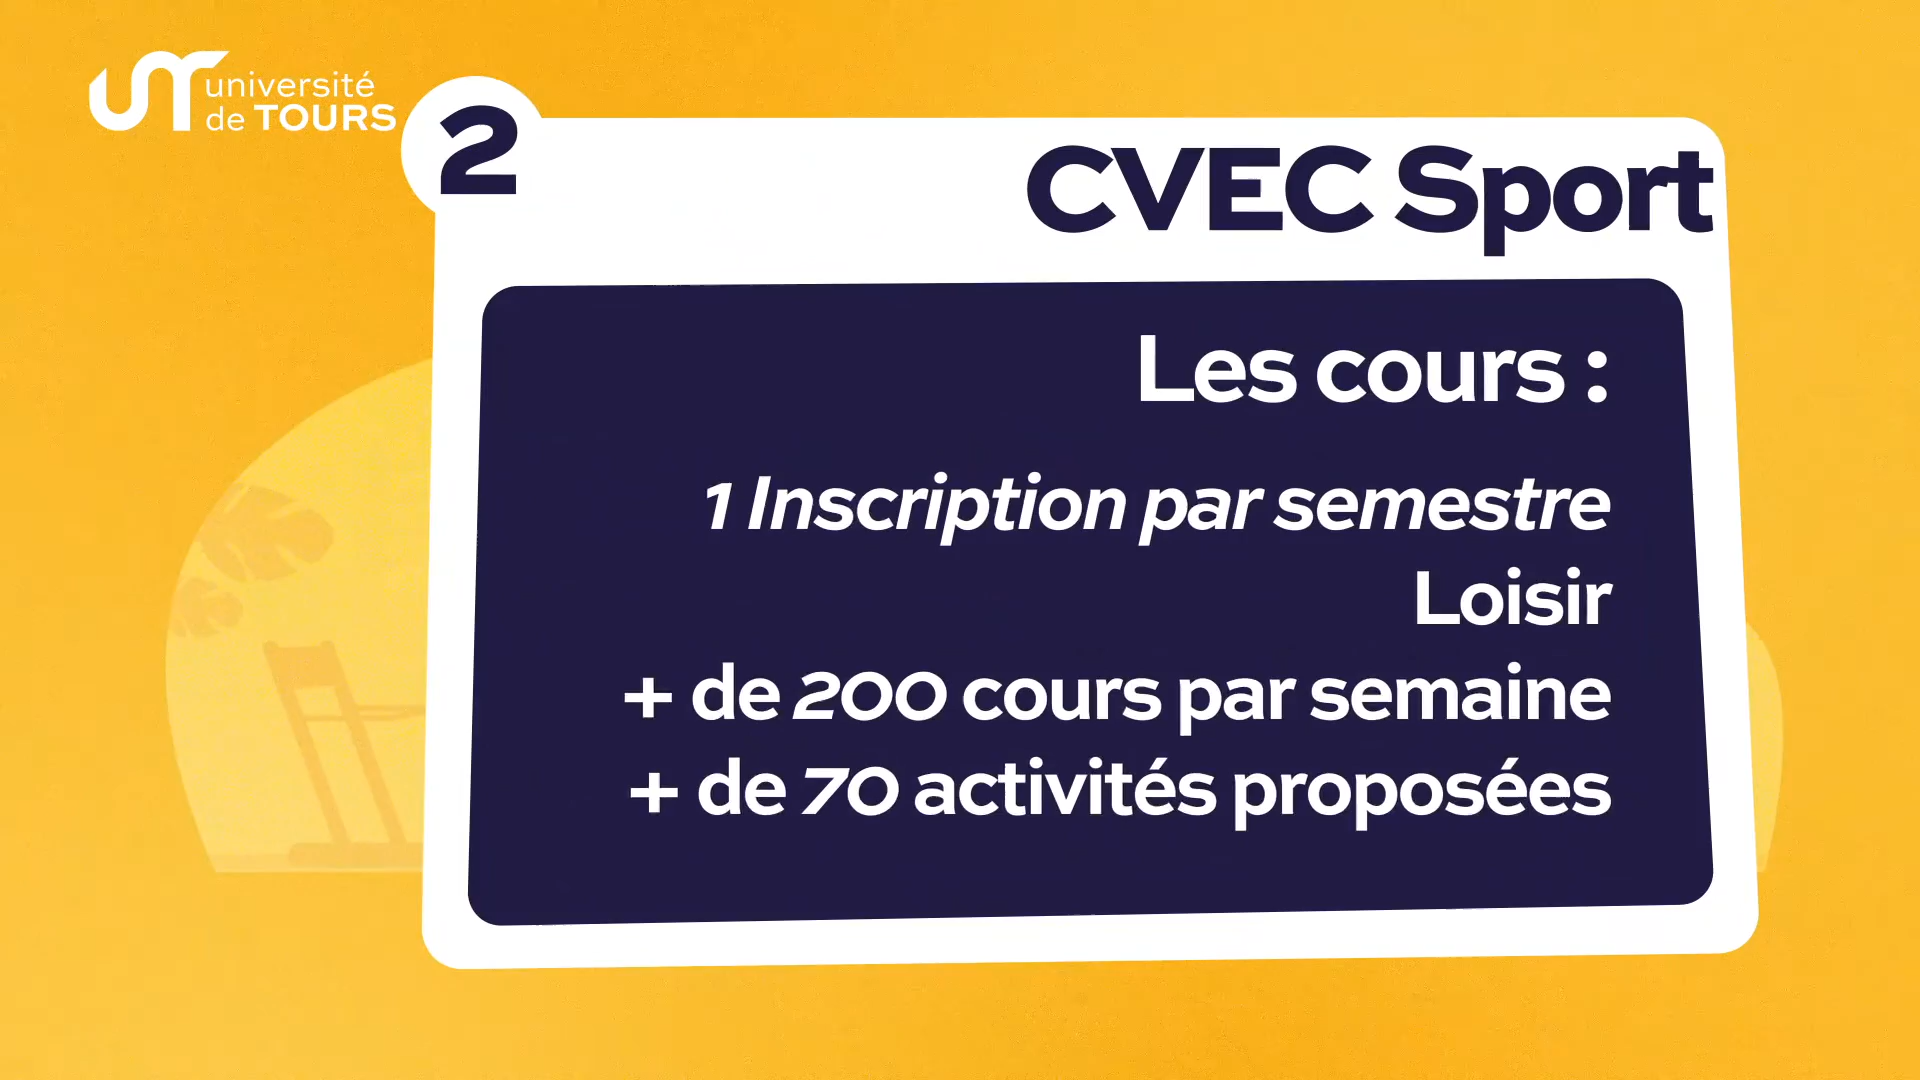 université
de TOURS
2
CVEC Sport
Les cours :
1 Inscription par semestre
Loisir
+ de 200 cours par semaine
+ de 70 activités proposées